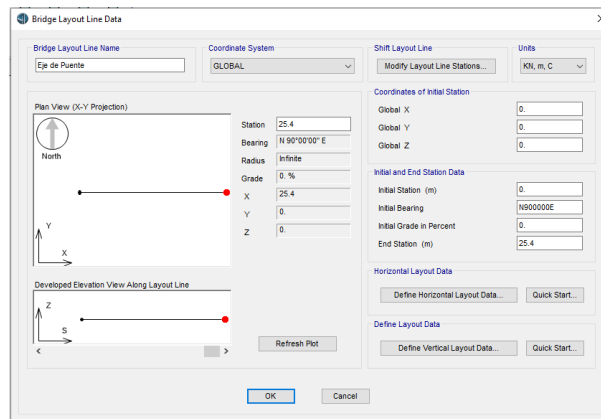 Bridge Layout Line Data
Bridge Layout Line Name
Eje de Puente
Coordinate System
GLOBAL
Shift Layout Line
Modify Layout Line Stations...
Units
KN, m, C
Plan View (X-Y Projection)
North
Y
X
Station 25.4
Bearing N 90°00'00" E
Radius Infinite
Grade 0. %
X 25.4
Y 0.
Z 0.
Coordinates of Initial Station
Global X 0.
Global Y 0.
Global Z 0.
Initial and End Station Data
Initial Station (m) 0.
Initial Bearing N900000E
Initial Grade in Percent 0.
End Station (m) 25.4
Developed Elevation View Along Layout Line
Z
S
Refresh Plot
Horizontal Layout Data
Define Horizontal Layout Data... Quick Start...
Define Layout Data
Define Vertical Layout Data... Quick Start...
OK Cancel